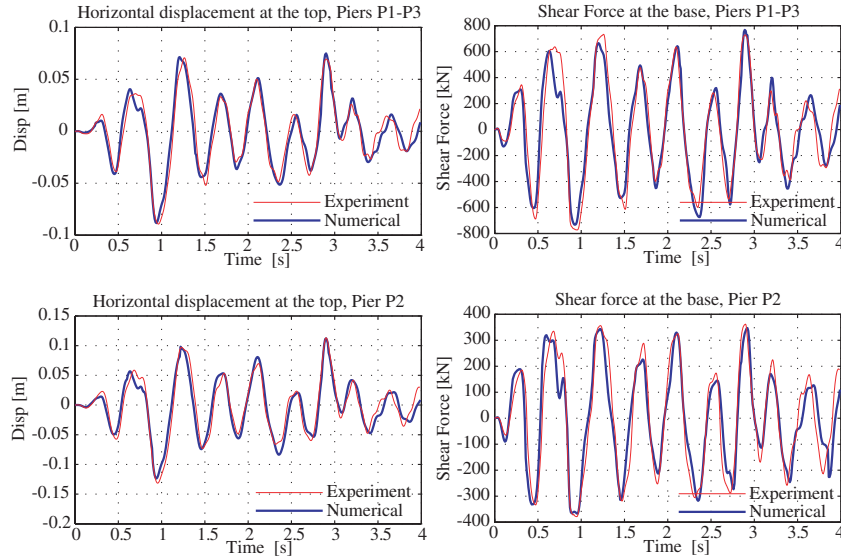 Horizontal displacement at the top, Piers P1-P3
0.1
0.05
0
-0.05
-0.1
Disp [m]
Experiment
Numerical
0 0.5 1 1.5 2 2.5 3 3.5 4
Time [s]
Shear Force at the base, Piers P1-P3
800
600
400
200
0
-200
-400
-600
-800
Shear Force [kN]
Experiment
Numerical
0 0.5 1 1.5 2 2.5 3 3.5 4
Time [s]
Horizontal displacement at the top, Pier P2
0.15
0.1
0.05
0
-0.05
-0.1
-0.15
-0.2
Disp [m]
Experiment
Numerical
0 0.5 1 1.5 2 2.5 3 3.5 4
Time [s]
Shear force at the base, Pier P2
400
300
200
100
0
-100
-200
-300
-400
Shear Force [kN]
Experiment
Numerical
0 0.5 1 1.5 2 2.5 3 3.5 4
Time [s]